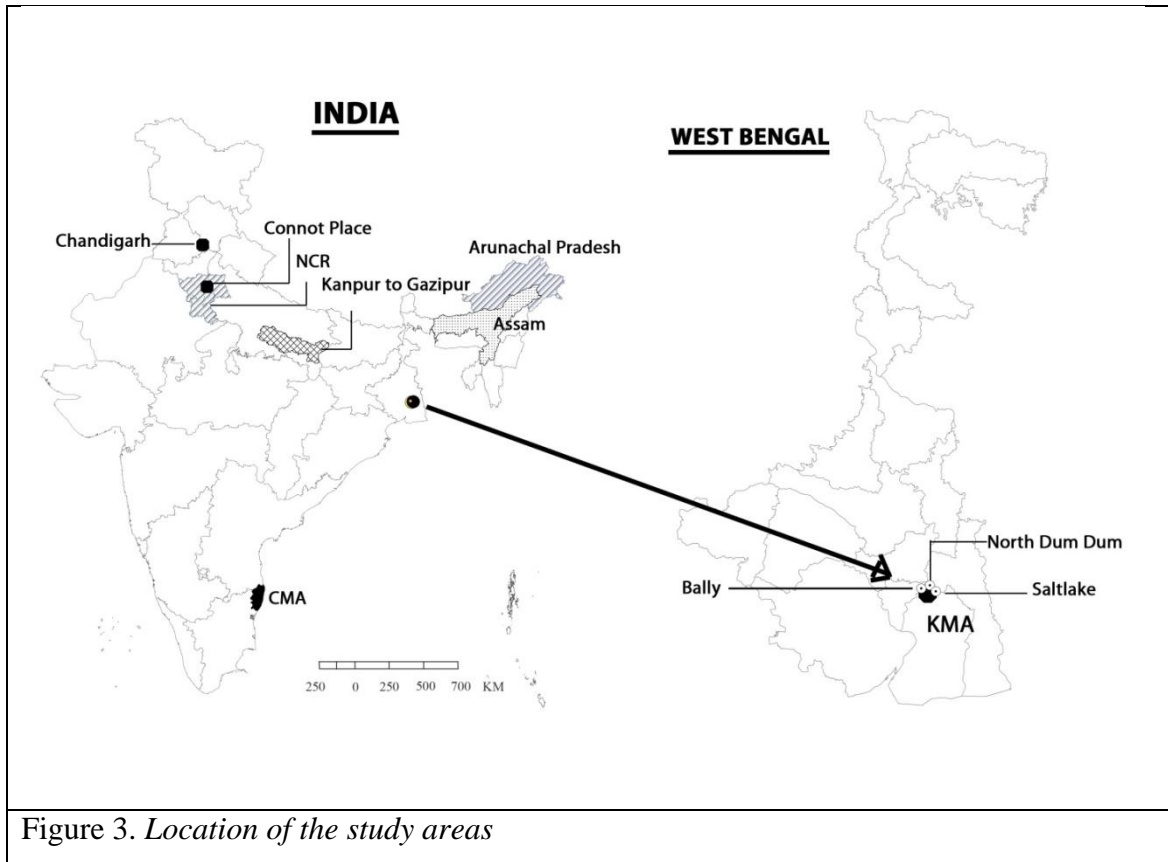 INDIA
WEST BENGAL
Chandigarh
Connot Place
NCR
Kanpur to Gazipur
Arunachal Pradesh
Assam
CMA
250 0 250 500 700 KM
North Dum Dum
Bally
Saltlake
KMA
Figure 3. Location of the study areas